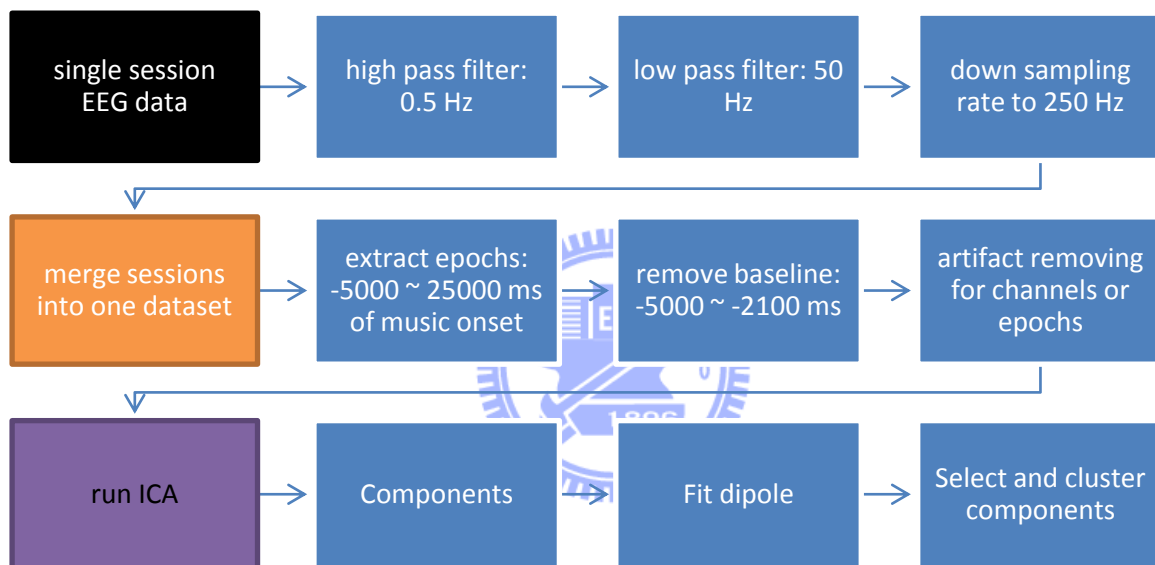 single session
EEG data
high pass filter:
0.5 Hz
low pass filter: 50
Hz
down sampling
rate to 250 Hz
merge sessions
into one dataset
extract epochs:
-5000 ~ 25000 ms
of music onset
remove baseline:
-5000 ~ -2100 ms
artifact removing
for channels or
epochs
run ICA
Components
Fit dipole
Select and cluster
components